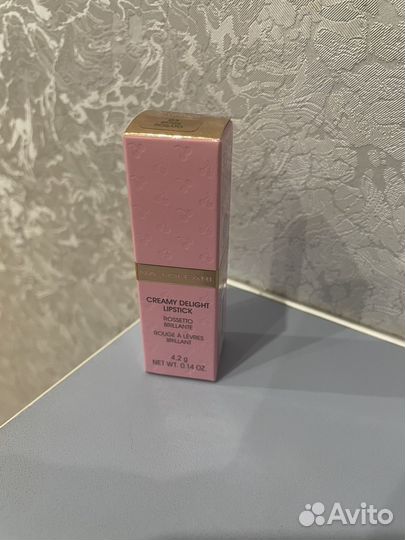 CREAMY DELIGHT
LIPSTICK
ROSSETTO
BRILLANTE
ROUGE À LÈVRES
BRILLANT
4.2 g
NET WT. 0.14 OZ.
Avito